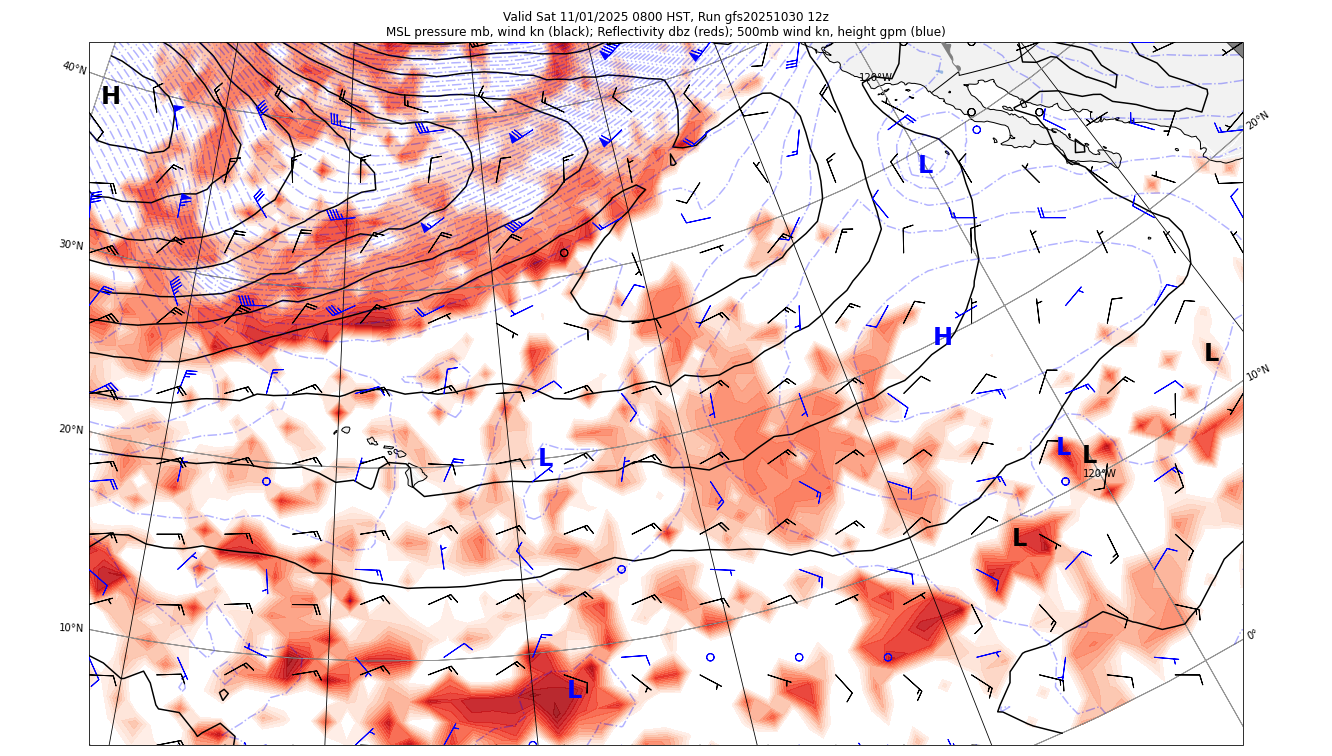 Valid Sat 11/01/2025 0800 HST, Run gfs20251030 12z
MSL pressure mb, wind kn (black); Reflectivity dbz (reds); 500mb wind kn, height gpm (blue)
40°N
120°W
H
20°N
L
30°N
H
L
10°N
20°N
L
L
L
120°W
L
10°N
0°
L